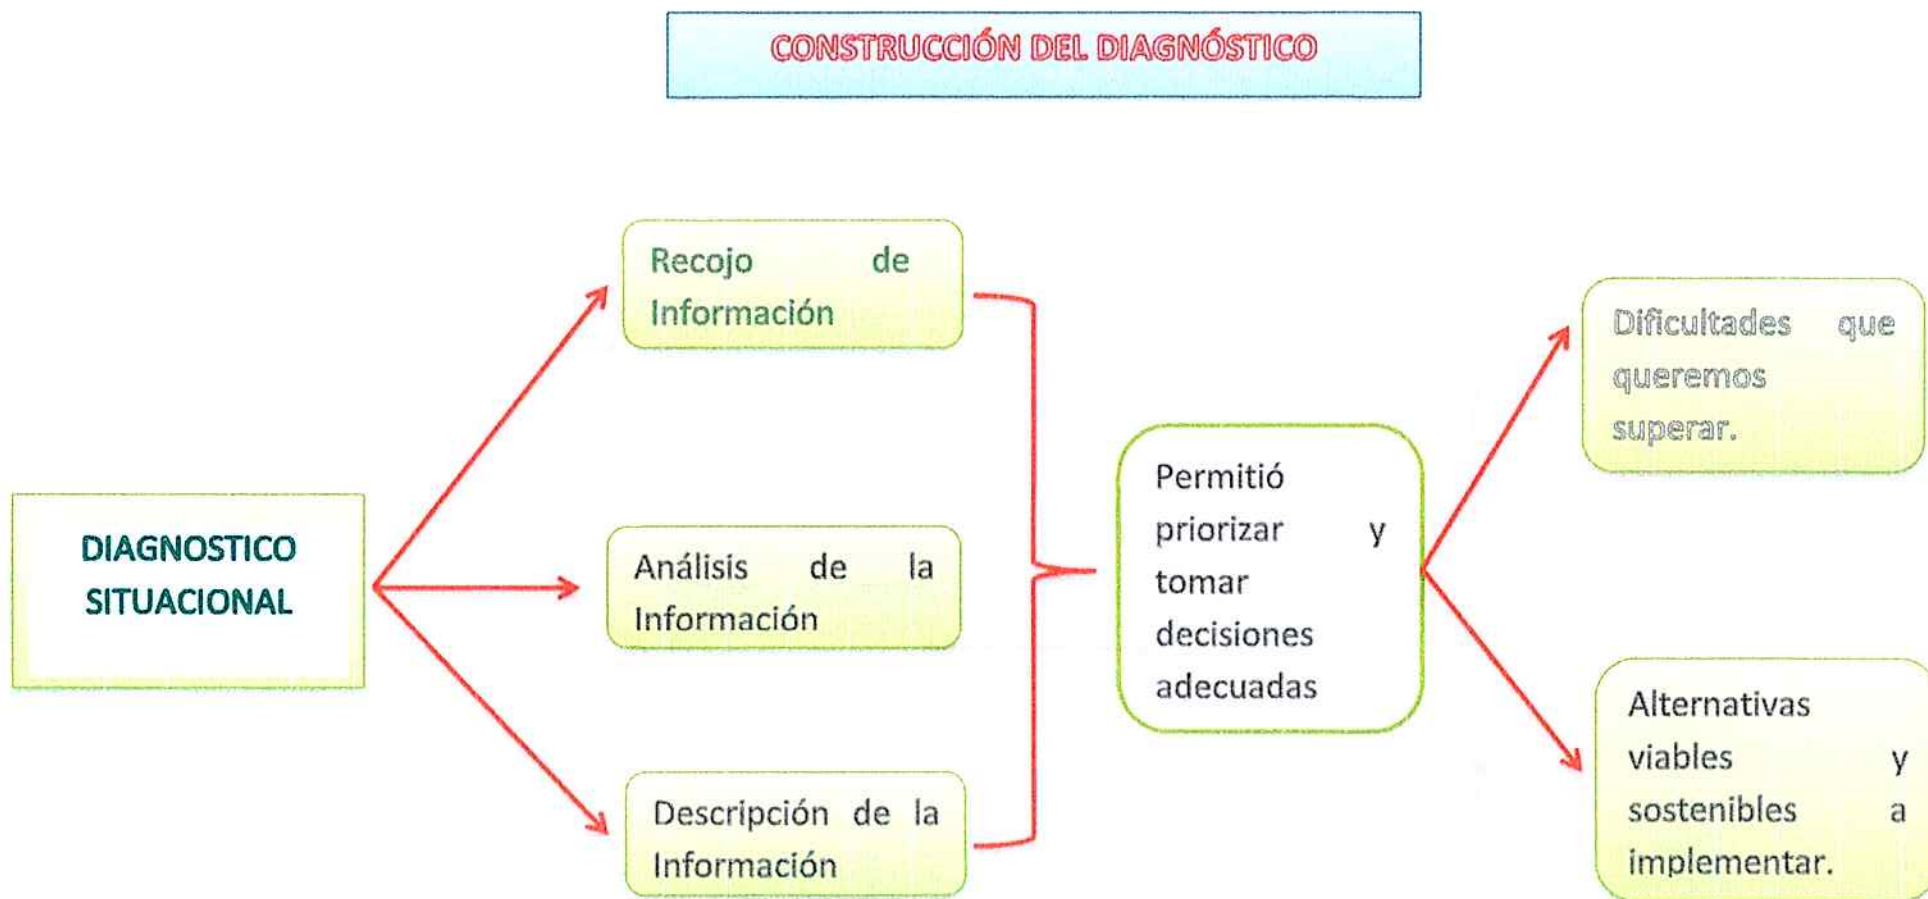 CONSTRUCCIÓN DEL DIAGNÓSTICO
DIAGNOSTICO
SITUACIONAL
Recojo de
Información
Análisis de la
Información
Descripción de la
Información
Permitió
priorizar y
tomar
decisiones
adecuadas
Dificultades que
queremos
superar.
Alternativas
viables y
sostenibles a
implementar.